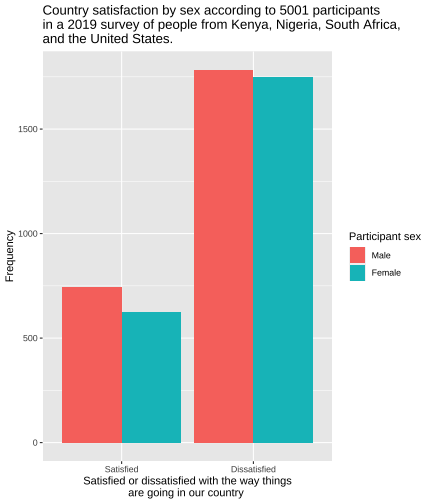 Country satisfaction by sex according to 5001 participants
in a 2019 survey of people from Kenya, Nigeria, South Africa,
and the United States.
1500
1000
500
0
Frequency
Satisfied
Dissatisfied
Satisfied or dissatisfied with the way things
are going in our country
Participant sex
Male
Female